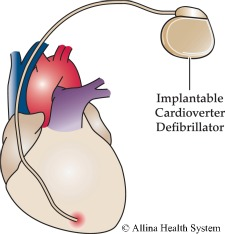 Implantable
Cardioverter
Defibrillator
© Allina Health System